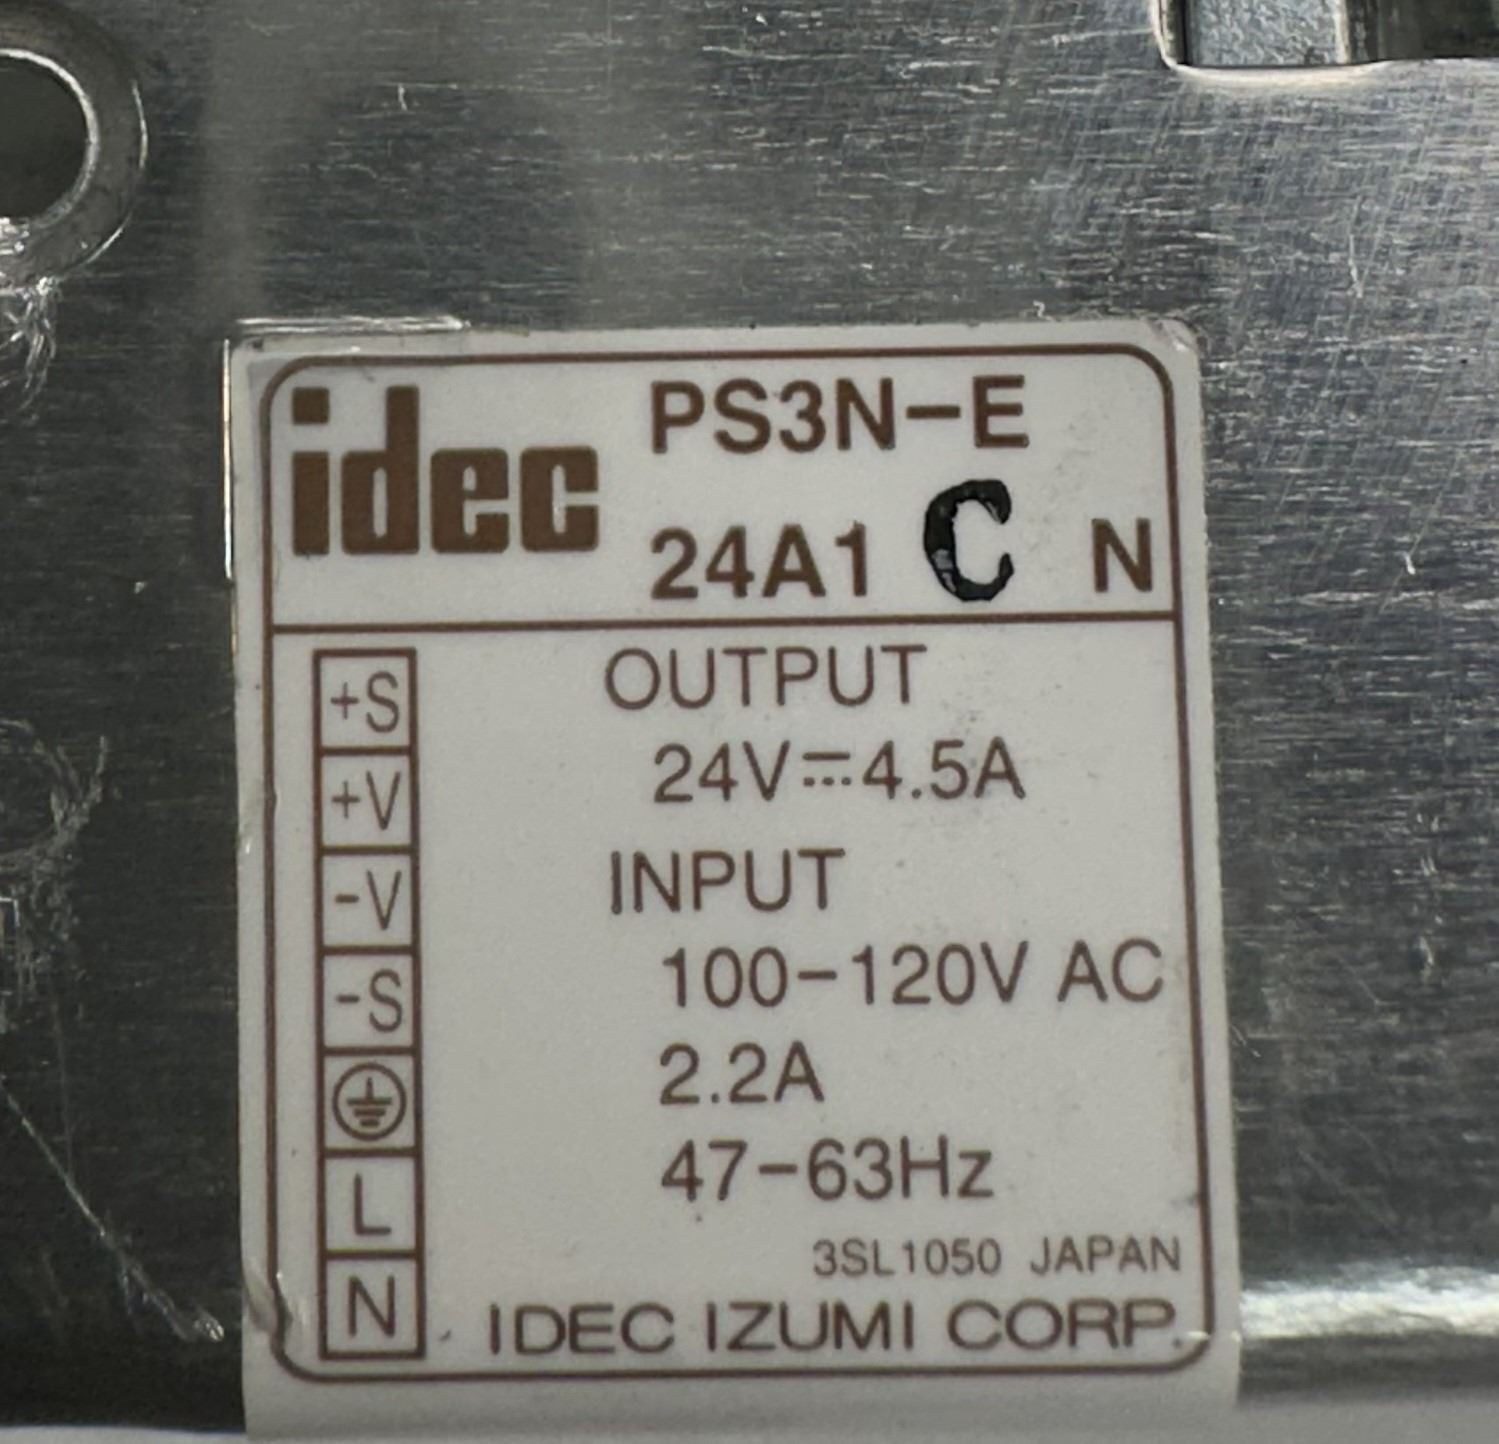 idec PS3N-E
24A1 C N
+S
+V
-V
-S
L
N
OUTPUT
24V⎓4.5A
INPUT
100-120V AC
2.2A
47-63Hz
3SL1050 JAPAN
IDEC IZUMI CORP.